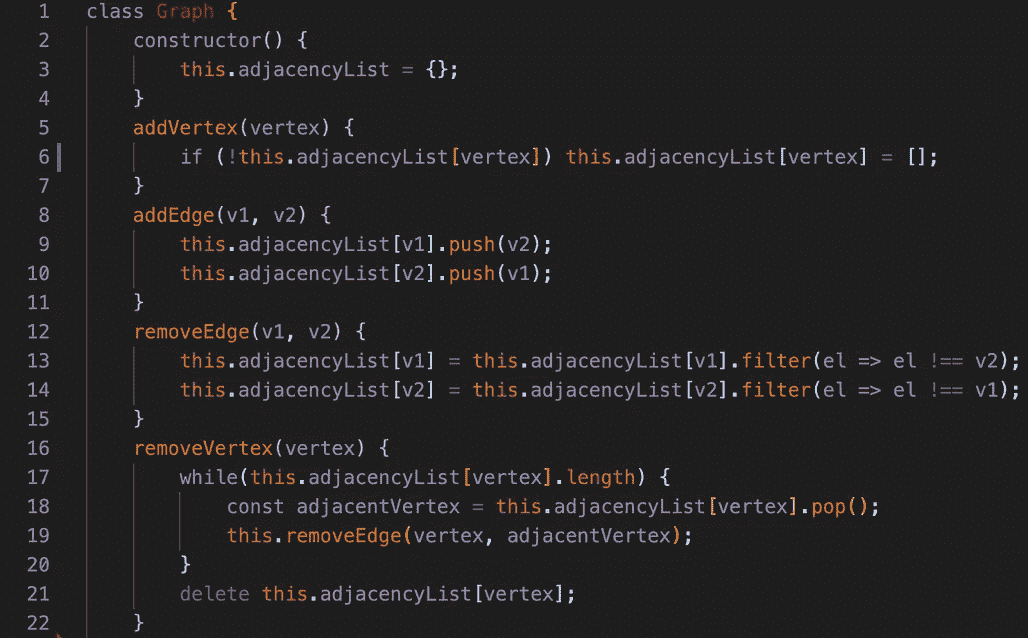 1 class Graph {
2 constructor() {
3 this.adjacencyList = {};
4 }
5 addVertex(vertex) {
6 if (!this.adjacencyList[vertex]) this.adjacencyList[vertex] = [];
7 }
8 addEdge(v1, v2) {
9 this.adjacencyList[v1].push(v2);
10 this.adjacencyList[v2].push(v1);
11 }
12 removeEdge(v1, v2) {
13 this.adjacencyList[v1] = this.adjacencyList[v1].filter(el => el !== v2);
14 this.adjacencyList[v2] = this.adjacencyList[v2].filter(el => el !== v1);
15 }
16 removeVertex(vertex) {
17 while(this.adjacencyList[vertex].length) {
18 const adjacentVertex = this.adjacencyList[vertex].pop();
19 this.removeEdge(vertex, adjacentVertex);
20 }
21 delete this.adjacencyList[vertex];
22 }